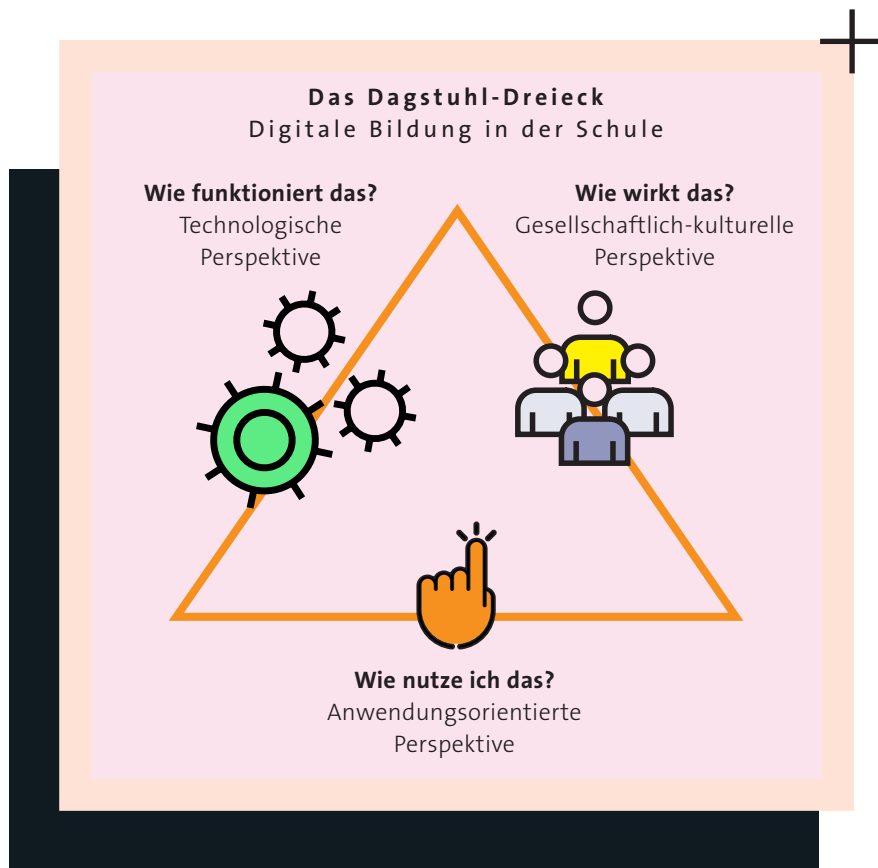 Das Dagstuhl-Dreieck
Digitale Bildung in der Schule
Wie funktioniert das?
Technologische
Perspektive
Wie wirkt das?
Gesellschaftlich-kulturelle
Perspektive
Wie nutze ich das?
Anwendungsorientierte
Perspektive